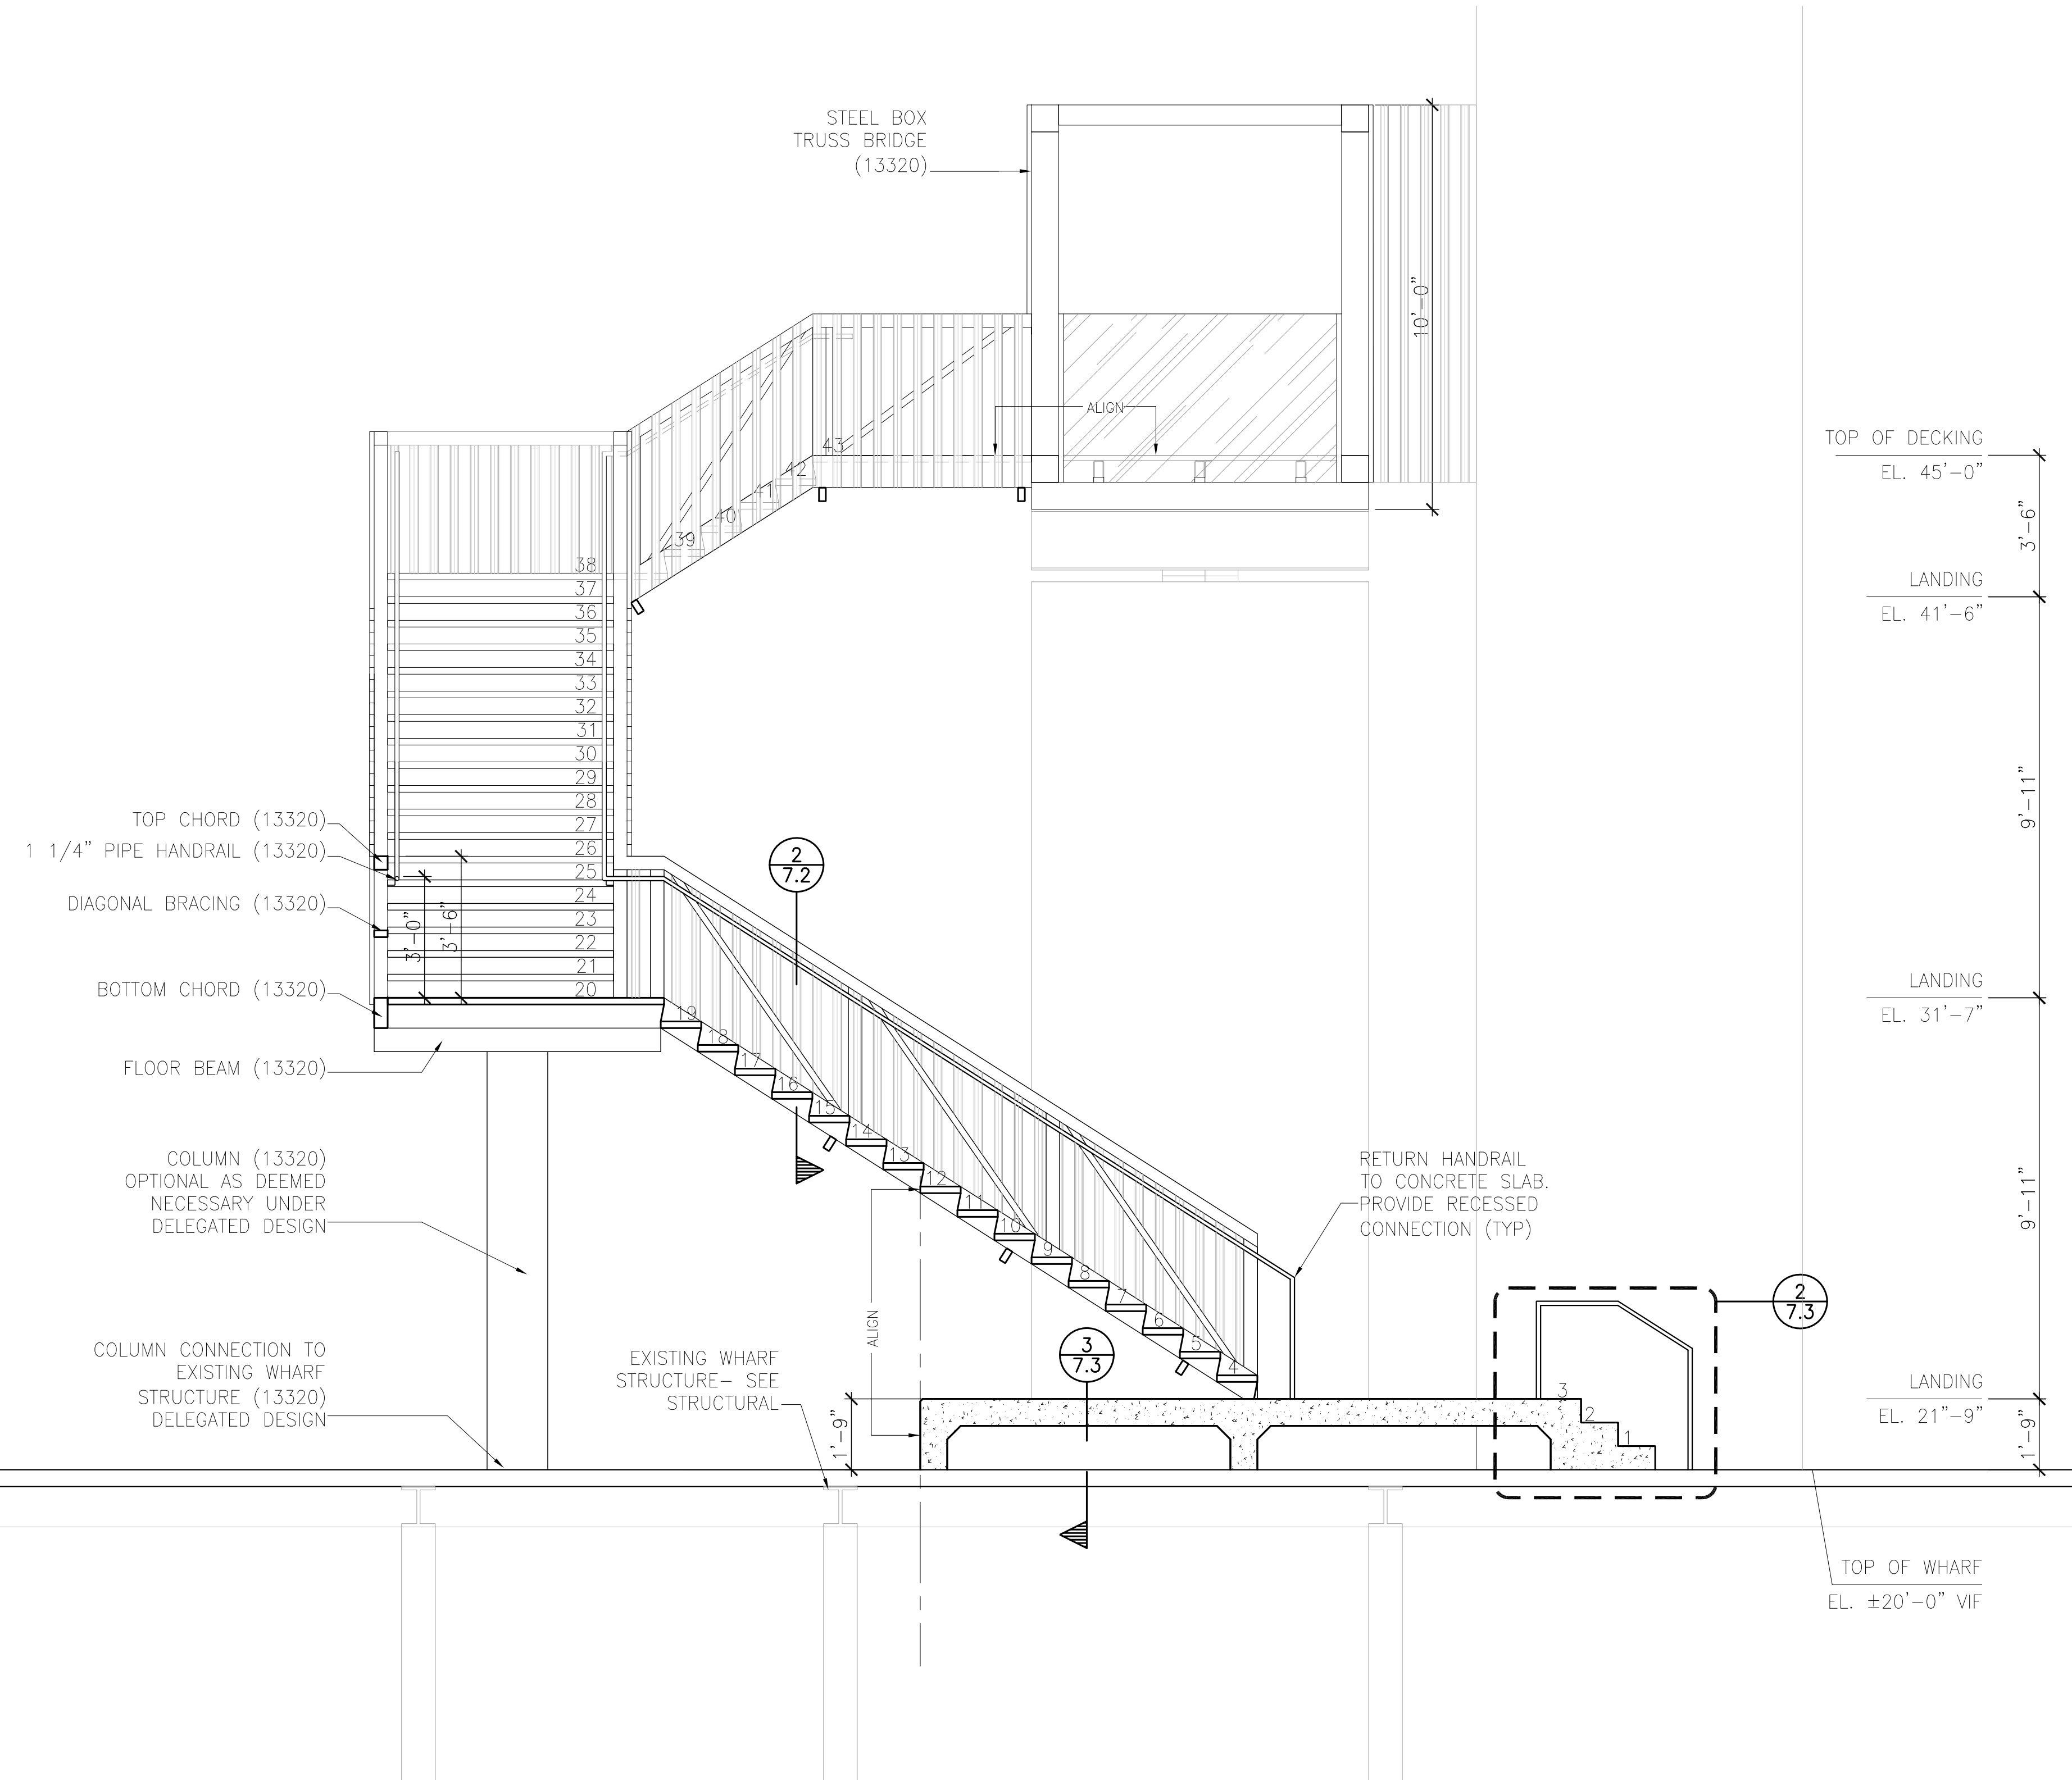 STEEL BOX
TRUSS BRIDGE
(13320)
10'-0"
ALIGN
TOP OF DECKING
EL. 45'-0"
3'-6"
LANDING
EL. 41'-6"
9'-11"
LANDING
EL. 31'-7"
9'-11"
LANDING
EL. 21"-9"
1'-9"
TOP OF WHARF
EL. ±20'-0" VIF
43
42
41
40
39
38
37
36
35
34
33
32
31
30
29
28
27
26
25
24
23
22
21
20
TOP CHORD (13320)
1 1/4" PIPE HANDRAIL (13320)
DIAGONAL BRACING (13320)
3'-0"
3'-6"
BOTTOM CHORD (13320)
FLOOR BEAM (13320)
COLUMN (13320)
OPTIONAL AS DEEMED
NECESSARY UNDER
DELEGATED DESIGN
COLUMN CONNECTION TO
EXISTING WHARF
STRUCTURE (13320)
DELEGATED DESIGN
2
7.2
19
18
17
16
15
14
13
12
11
10
9
8
7
6
5
4
ALIGN
EXISTING WHARF
STRUCTURE- SEE
STRUCTURAL
1'-9"
3
7.3
RETURN HANDRAIL
TO CONCRETE SLAB.
PROVIDE RECESSED
CONNECTION (TYP)
2
7.3
3
2
1